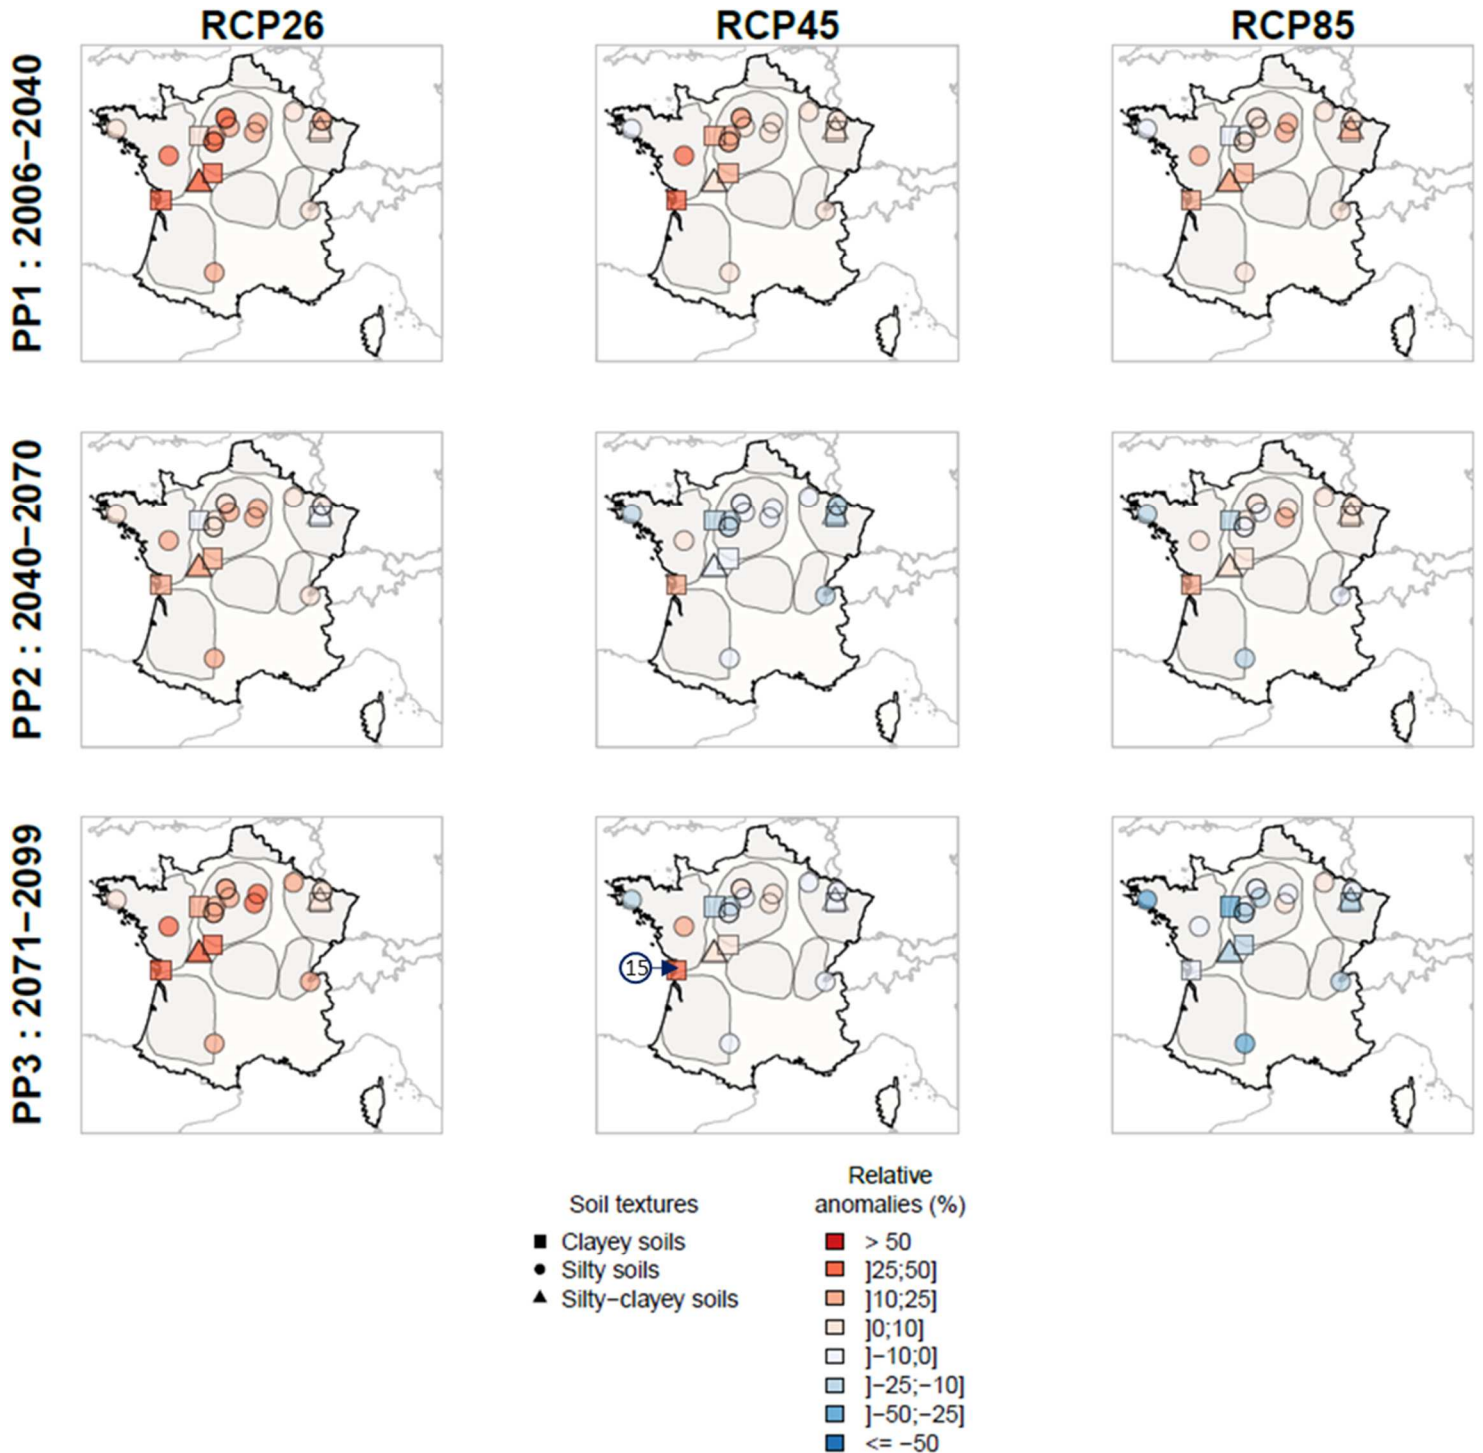 RCP26
RCP45
RCP85
PP1 : 2006−2040
PP2 : 2040−2070
PP3 : 2071−2099
15
Soil textures
Clayey soils
Silty soils
Silty−clayey soils
Relative
anomalies (%)
> 50
]25;50]
]10;25]
]0;10]
]−10;0]
]−25;−10]
]−50;−25]
<= −50